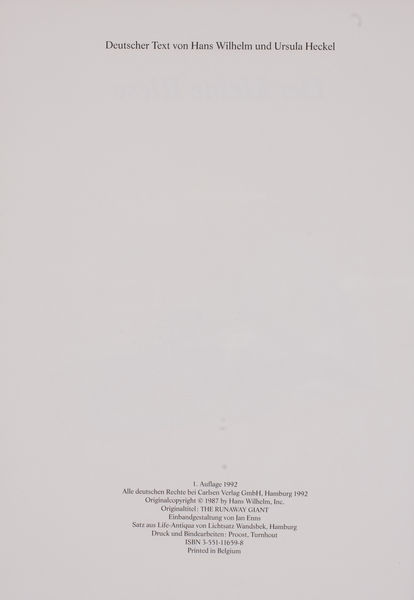 Deutscher Text von Hans Wilhelm und Ursula Heckel
1. Auflage 1992
Alle deutschen Rechte bei Carlsen Verlag GmbH, Hamburg 1992
Originalcopyright © 1987 by Hans Wilhelm, Inc.
Originaltitel: THE RUNAWAY GIANT
Einbandgestaltung von Jan Enns
Satz aus Life-Antiqua von Lichtsatz Wandsbek, Hamburg
Druck und Bindearbeiten: Proost, Turnhout
ISBN 3-551-11659-8
Printed in Belgium